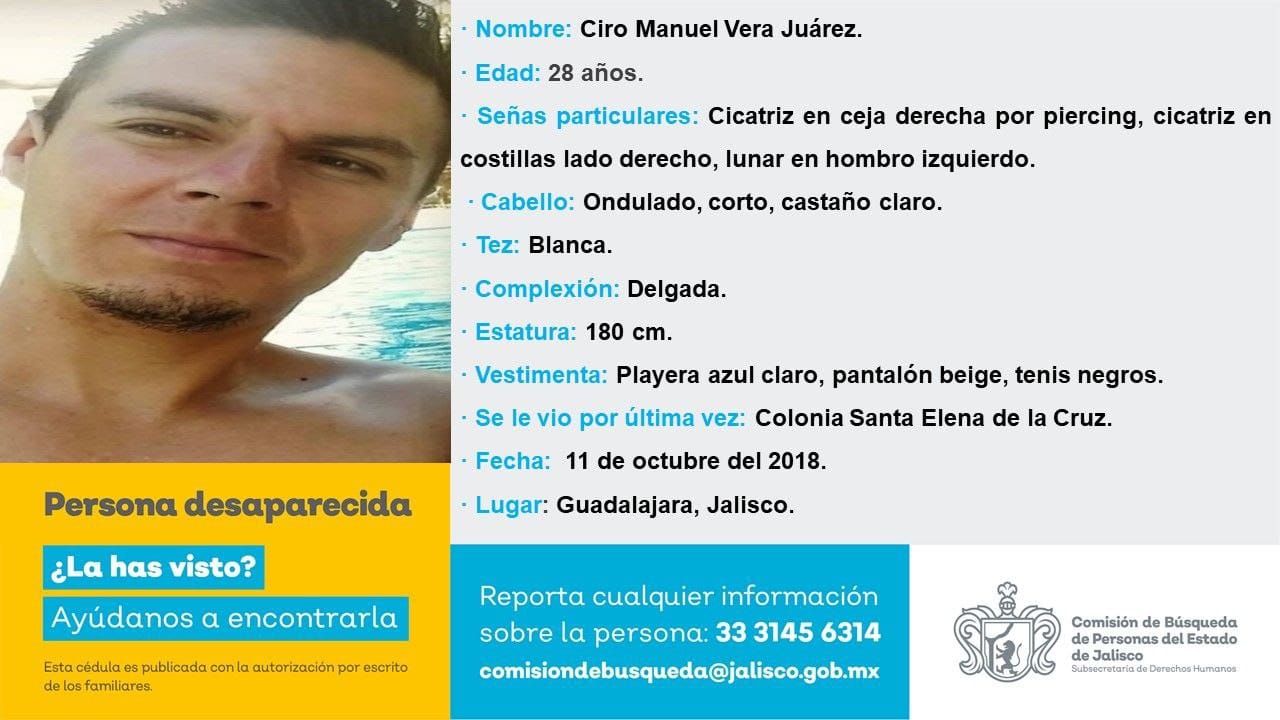 · Nombre: Ciro Manuel Vera Juárez.
· Edad: 28 años.
· Señas particulares: Cicatriz en ceja derecha por piercing, cicatriz en
costillas lado derecho, lunar en hombro izquierdo.
· Cabello: Ondulado, corto, castaño claro.
· Tez: Blanca.
· Complexión: Delgada.
· Estatura: 180 cm.
· Vestimenta: Playera azul claro, pantalón beige, tenis negros.
· Se le vio por última vez: Colonia Santa Elena de la Cruz.
· Fecha: 11 de octubre del 2018.
· Lugar: Guadalajara, Jalisco.
Persona desaparecida
¿La has visto?
Ayúdanos a encontrarla
Esta cédula es publicada con la autorización por escrito
de los familiares.
Reporta cualquier información
sobre la persona: 33 3145 6314
comisiondebusqueda@jalisco.gob.mx
Comisión de Búsqueda
de Personas del Estado
de Jalisco
Subsecretaría de Derechos Humanos